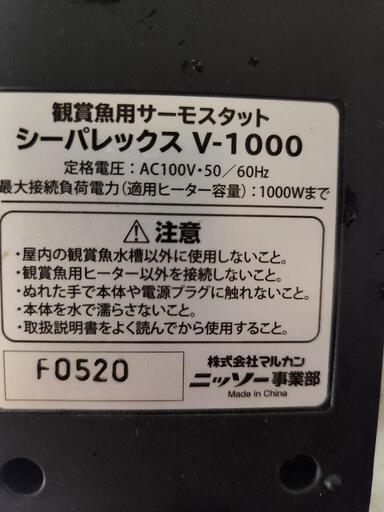 観賞魚用サーモスタット
シーパレックス V-1000
定格電圧：AC100V・50／60Hz
最大接続負荷電力（適用ヒーター容量）：1000Wまで
⚠注意
・屋内の観賞魚水槽以外に使用しないこと。
・観賞魚用ヒーター以外を接続しないこと。
・ぬれた手で本体や電源プラグに触れないこと。
・本体を水で濡らさないこと。
・取扱説明書をよく読んでから使用すること。
F0520
株式会社マルカン
ニッソー事業部
Made in China